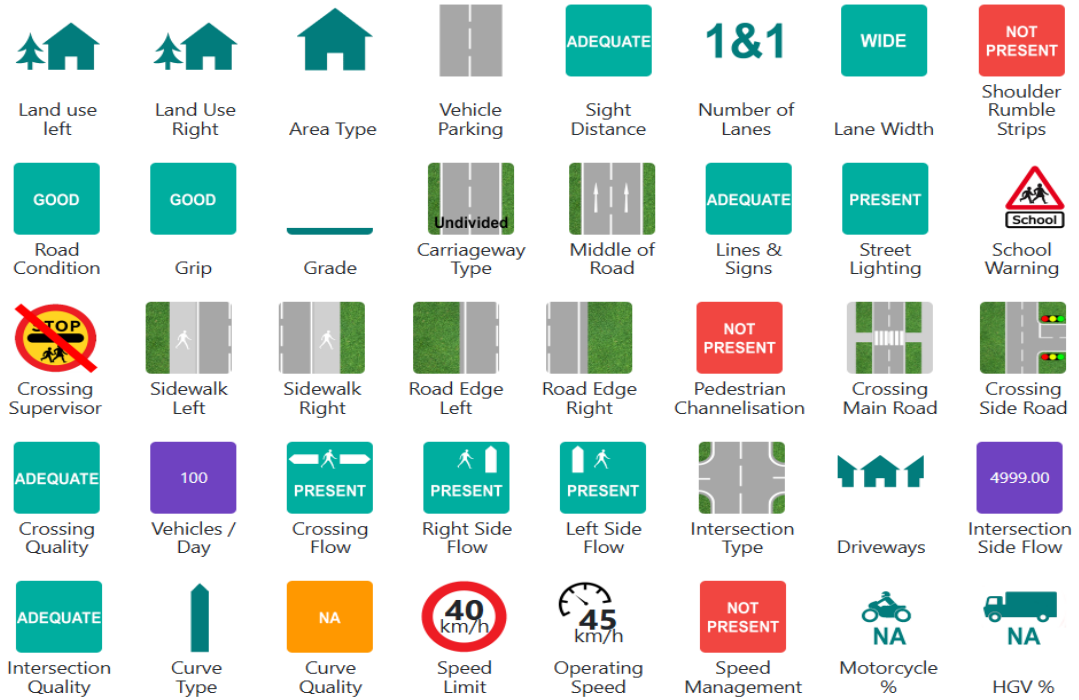 ADEQUATE
1&1
WIDE
NOT
PRESENT
Land use
left
Land Use
Right
Area Type
Vehicle
Parking
Sight
Distance
Number of
Lanes
Lane Width
Shoulder
Rumble
Strips
GOOD
GOOD
Undivided
ADEQUATE
PRESENT
School
Road
Condition
Grip
Grade
Carriageway
Type
Middle of
Road
Lines &
Signs
Street
Lighting
School
Warning
STOP
NOT
PRESENT
Crossing
Supervisor
Sidewalk
Left
Sidewalk
Right
Road Edge
Left
Road Edge
Right
Pedestrian
Channelisation
Crossing
Main Road
Crossing
Side Road
ADEQUATE
100
PRESENT
PRESENT
PRESENT
4999.00
Crossing
Quality
Vehicles /
Day
Crossing
Flow
Right Side
Flow
Left Side
Flow
Intersection
Type
Driveways
Intersection
Side Flow
ADEQUATE
NA
40
km/h
45
km/h
NOT
PRESENT
NA
NA
Intersection
Quality
Curve
Type
Curve
Quality
Speed
Limit
Operating
Speed
Speed
Management
Motorcycle
%
HGV %